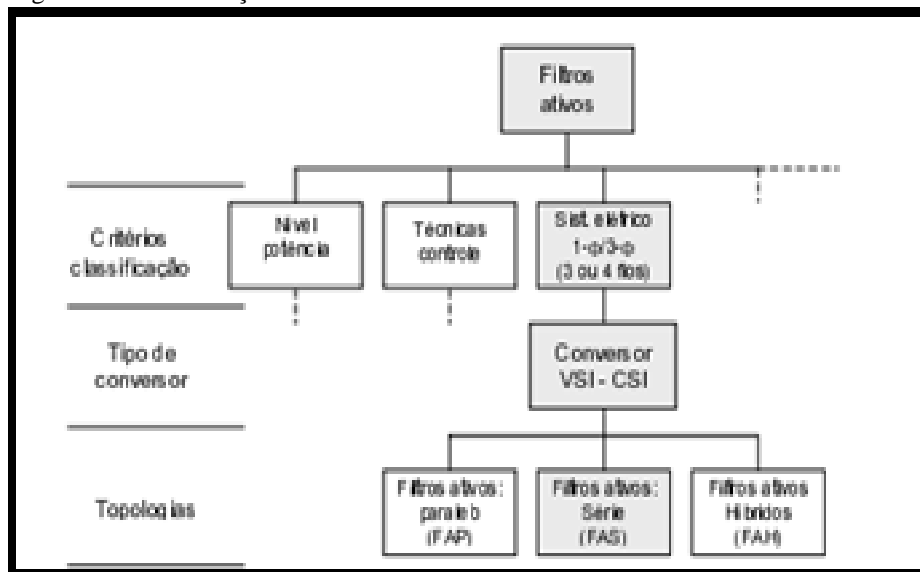 Filtros
ativos
Critérios
classificação
Nível
potência
Técnicas
controle
Sist. elétrico
1-φ/3-φ
(3 ou 4 fios)
Tipo de
conversor
Conversor
VSI - CSI
Topologias
Filtros ativos:
paralelo
(FAP)
Filtros ativos:
Série
(FAS)
Filtros ativos
Híbridos
(FAH)